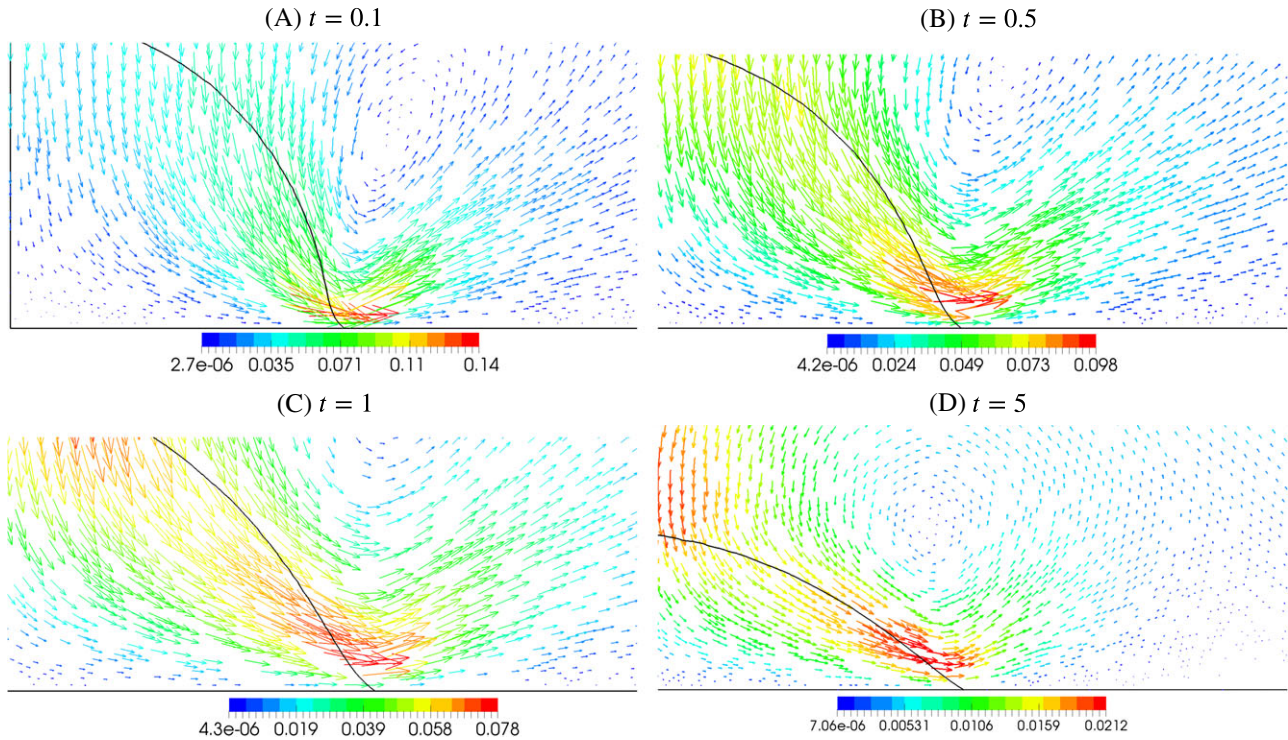 (A) t = 0.1
(B) t = 0.5
2.7e-06 0.035 0.071 0.11 0.14
4.2e-06 0.024 0.049 0.073 0.098
(C) t = 1
(D) t = 5
4.3e-06 0.019 0.039 0.058 0.078
7.06e-06 0.00531 0.0106 0.0159 0.0212